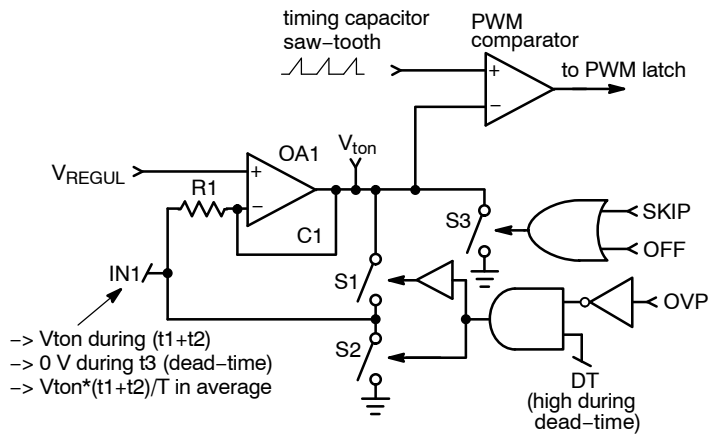 timing capacitor
saw−tooth
PWM
comparator
to PWM latch
+
−
Vton
OA1
VREGUL
+
−
R1
C1
S3
SKIP
OFF
IN1
S1
OVP
S2
−> Vton during (t1+t2)
−> 0 V during t3 (dead−time)
−> Vton*(t1+t2)/T in average
DT
(high during
dead−time)